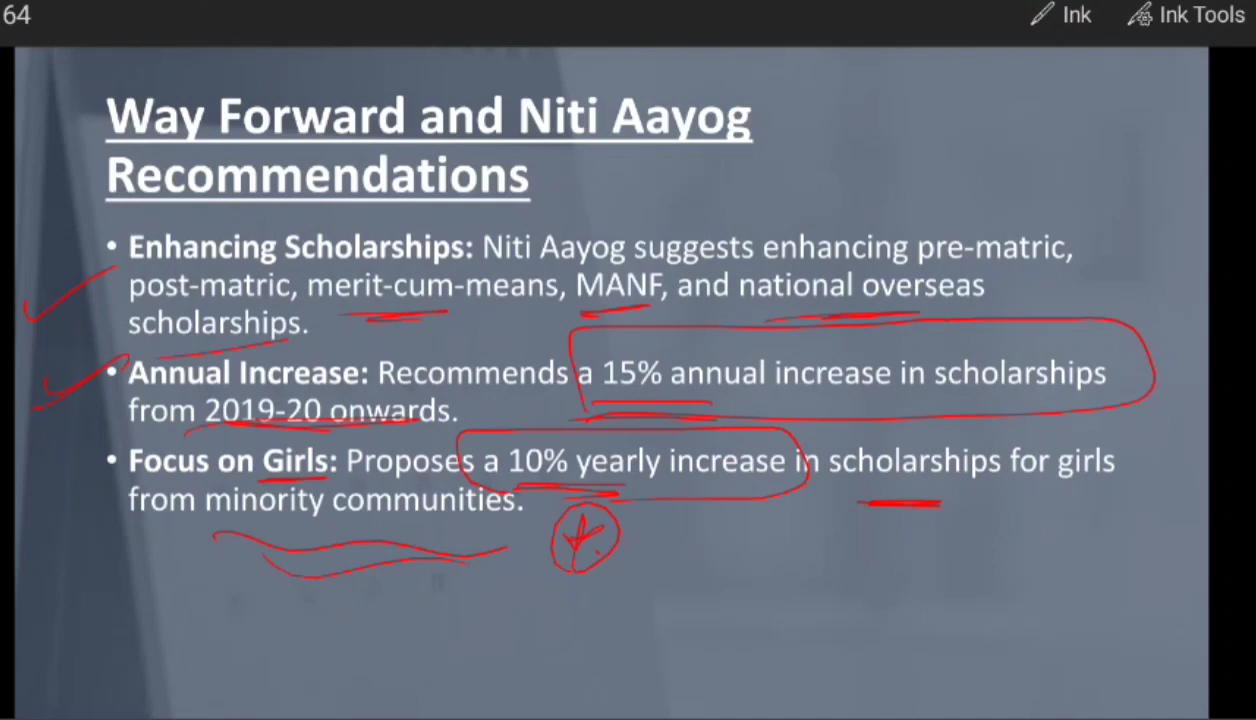 64
Ink
Ink Tools
Way Forward and Niti Aayog
Recommendations
• Enhancing Scholarships: Niti Aayog suggests enhancing pre-matric,
post-matric, merit-cum-means, MANF, and national overseas
scholarships.
• Annual Increase: Recommends a 15% annual increase in scholarships
from 2019-20 onwards.
• Focus on Girls: Proposes a 10% yearly increase in scholarships for girls
from minority communities.